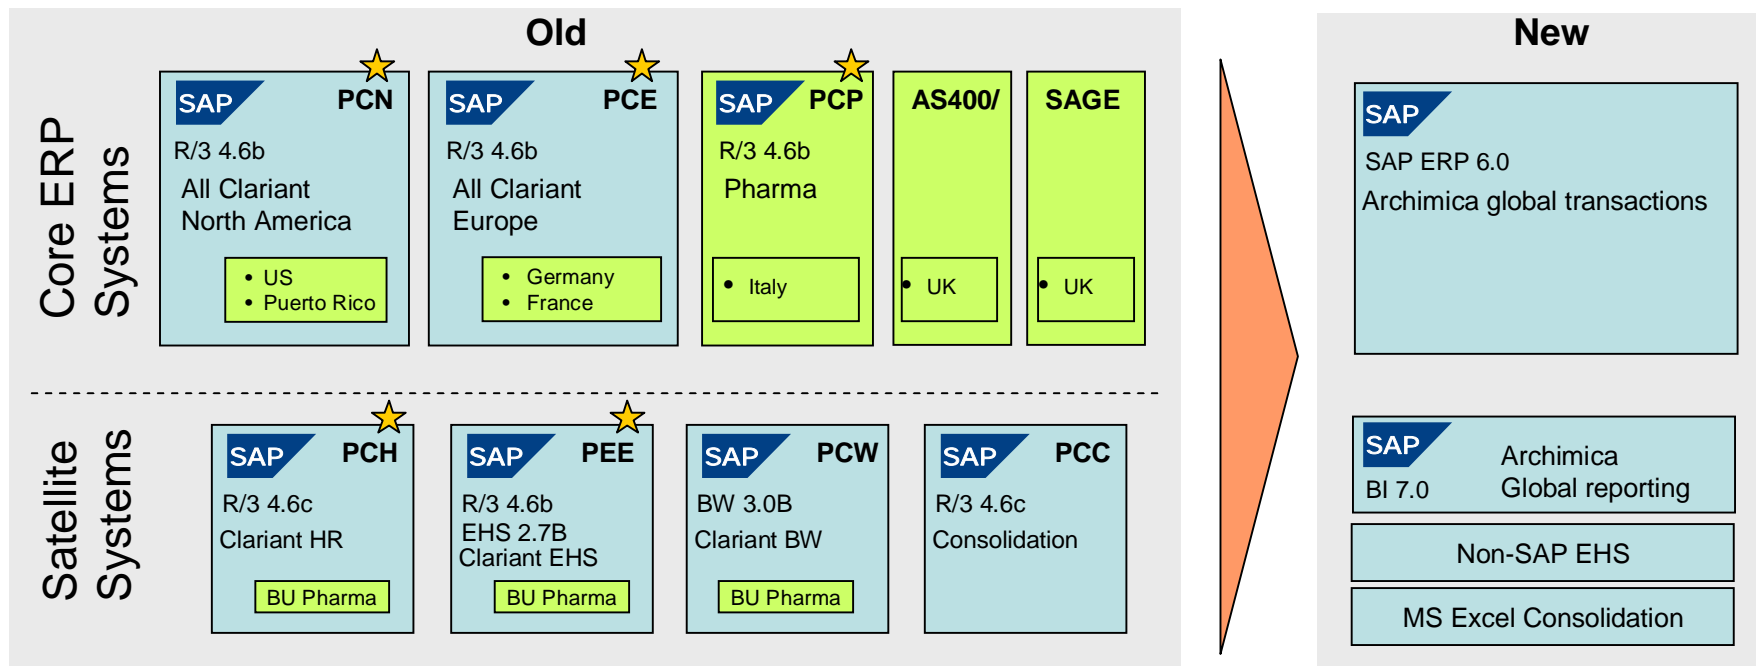 Old
New
Core ERP
Systems
SAP
PCN
R/3 4.6b
All Clariant
North America
• US
• Puerto Rico
SAP
PCE
R/3 4.6b
All Clariant
Europe
• Germany
• France
SAP
PCP
R/3 4.6b
Pharma
• Italy
AS400/
• UK
SAGE
• UK
SAP
SAP ERP 6.0
Archimica global transactions
Satellite
Systems
SAP
PCH
R/3 4.6c
Clariant HR
BU Pharma
SAP
PEE
R/3 4.6b
EHS 2.7B
Clariant EHS
BU Pharma
SAP
PCW
BW 3.0B
Clariant BW
BU Pharma
SAP
PCC
R/3 4.6c
Consolidation
SAP
BI 7.0
Archimica
Global reporting
Non-SAP EHS
MS Excel Consolidation